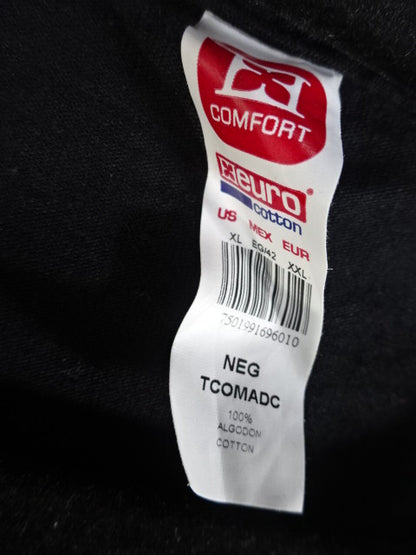 COMFORT
euro
cotton
US MEX EUR
XL EG/42 XXL
7501991696010
NEG
TCOMADC
100%
ALGODON
COTTON